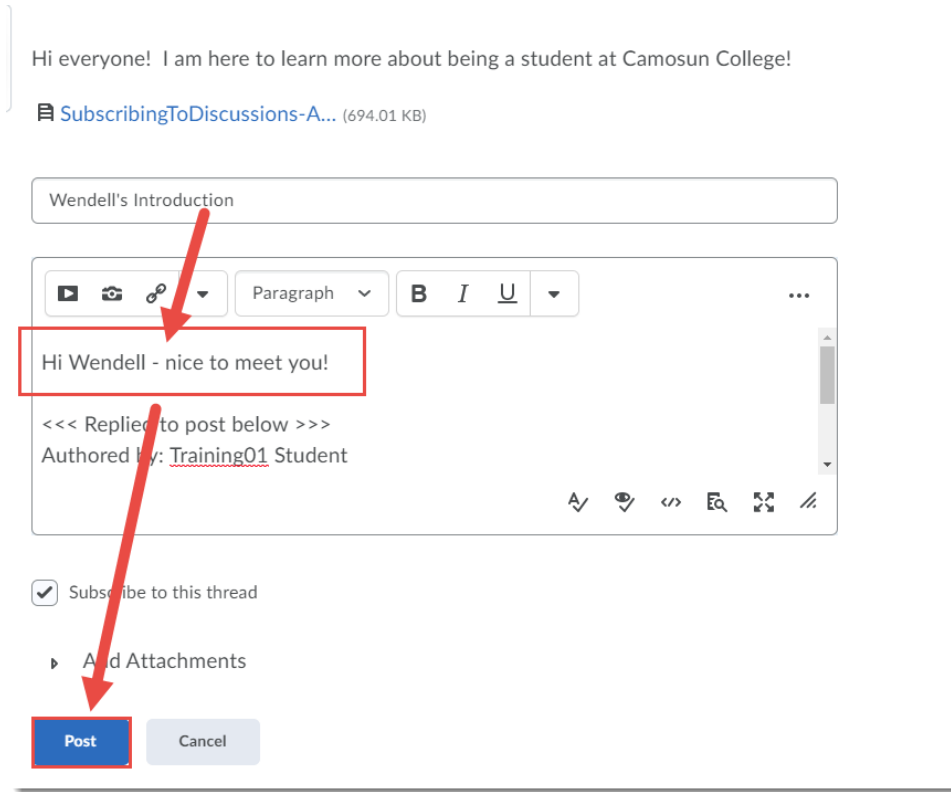 Hi everyone! I am here to learn more about being a student at Camosun College!
SubscribingToDiscussions-A... (694.01 KB)
Wendell's Introduction
Paragraph B I U ...
Hi Wendell - nice to meet you!
<<< Replied to post below >>>
Authored by: Training01 Student
Subscribe to this thread
Add Attachments
Post Cancel